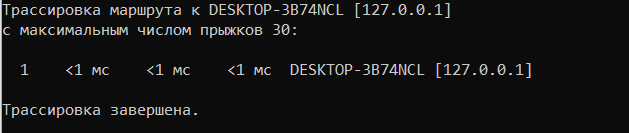 Трассировка маршрута к DESKTOP-3B74NCL [127.0.0.1]
с максимальным числом прыжков 30:
1 <1 мс <1 мс <1 мс DESKTOP-3B74NCL [127.0.0.1]
Трассировка завершена.